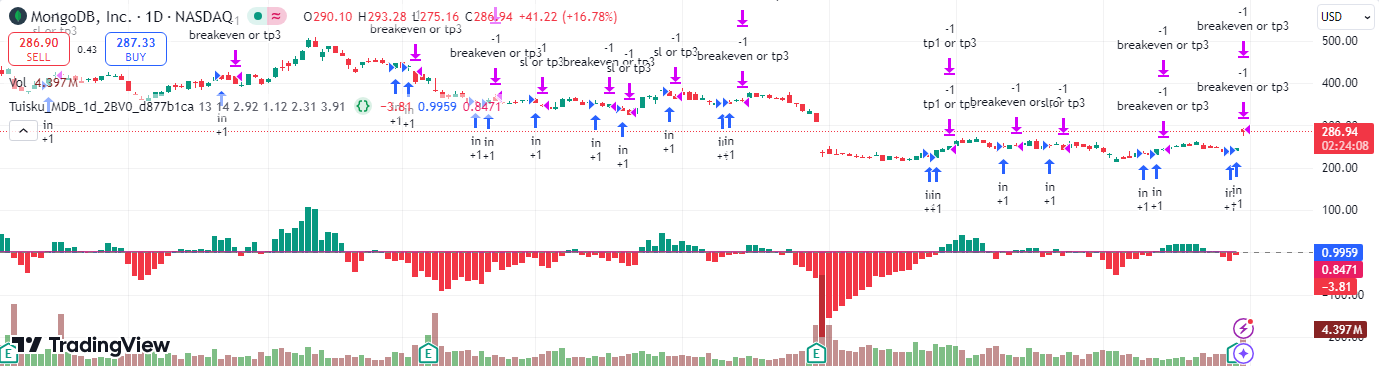 MongoDB, Inc. · 1D · NASDAQ
O290.10 H293.28 L275.16 C286.94 +41.22 (+16.78%)
USD
286.90
SELL
0.43
287.33
BUY
Vol 4.397M
Tuisku_MDB_1d_2BV0_d877b1ca 13 14 2.92 1.12 2.31 3.91 −3.81 0.9959 0.8471
sl or tp3
-1
breakeven or tp3
-1
breakeven or tp3
-1
breakeven or tp3
-1
sl or tp3
-1
breakeven or tp3
-1
sl or tp3
-1
sl or tp3
-1
breakeven or tp3
-1
tp1 or tp3
-1
tp1 or tp3
-1
breakeven or tp3
-1
sl or tp3
-1
breakeven or tp3
-1
breakeven or tp3
-1
breakeven or tp3
-1
breakeven or tp3
in
+1
in
+1
in
+1
in
+1
in
+1
in
+1
in
+1
in
+1
in
+1
in
+1
in
+1
in
+1
in
+1
in
+1
in
+1
500.00
400.00
200.00
100.00
286.94
02:24:08
0.9959
0.8471
−3.81
4.397M
TradingView
E
E
E